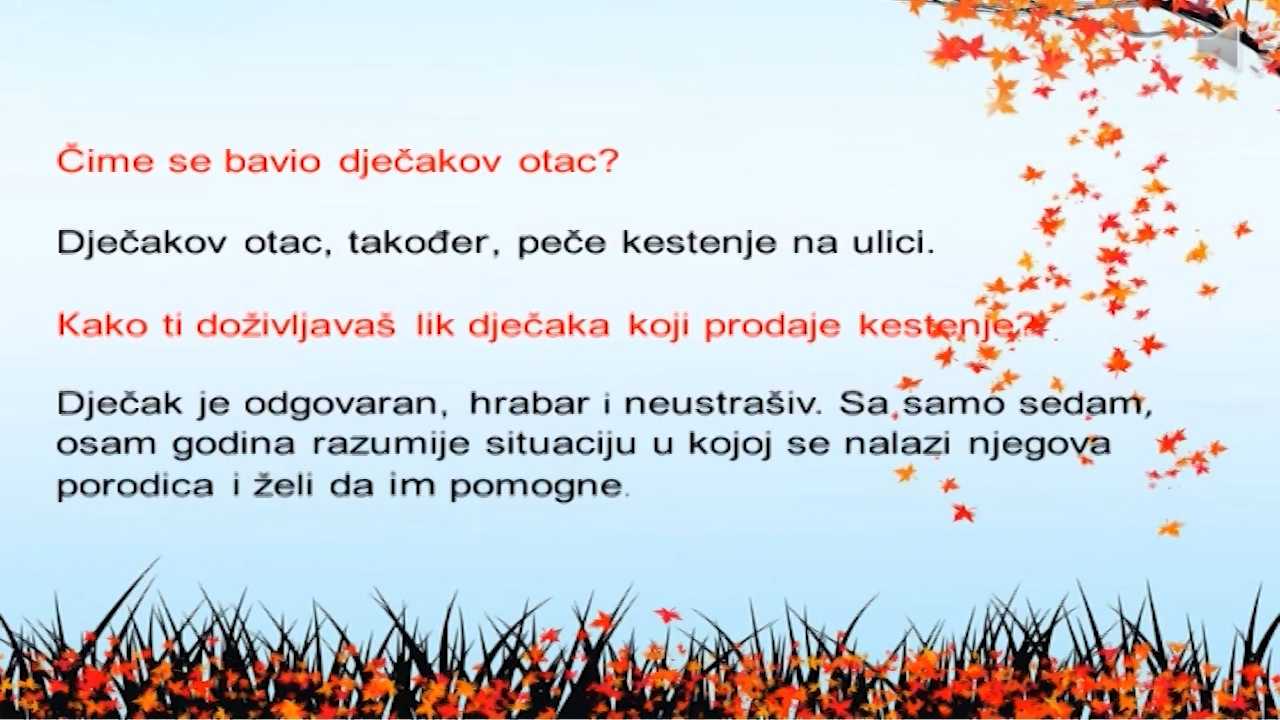 Čime se bavio dječakov otac?
Dječakov otac, također, peče kestenje na ulici.
Kako ti doživljavaš lik dječaka koji prodaje kestenje?
Dječak je odgovaran, hrabar i neustrašiv. Sa samo sedam,
osam godina razumije situaciju u kojoj se nalazi njegova
porodica i želi da im pomogne.